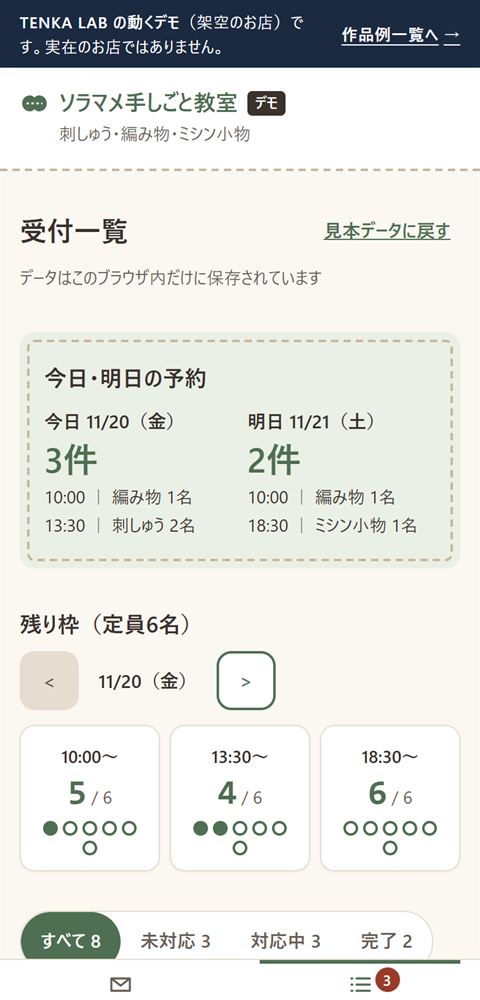 TENKA LAB の動くデモ（架空のお店）で
す。実在のお店ではありません。
作品例一覧へ →
ソラマメ手しごと教室 デモ
刺しゅう・編み物・ミシン小物
受付一覧
見本データに戻す
データはこのブラウザ内だけに保存されています
今日・明日の予約
今日 11/20（金）
3件
10:00 ｜ 編み物 1名
13:30 ｜ 刺しゅう 2名
明日 11/21（土）
2件
10:00 ｜ 編み物 1名
18:30 ｜ ミシン小物 1名
残り枠（定員6名）
< 11/20（金） >
10:00〜
5 / 6
13:30〜
4 / 6
18:30〜
6 / 6
すべて 8 未対応 3 対応中 3 完了 2
3